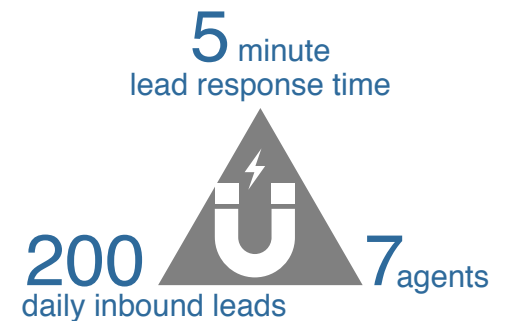 5 minute
lead response time
200
daily inbound leads
7 agents